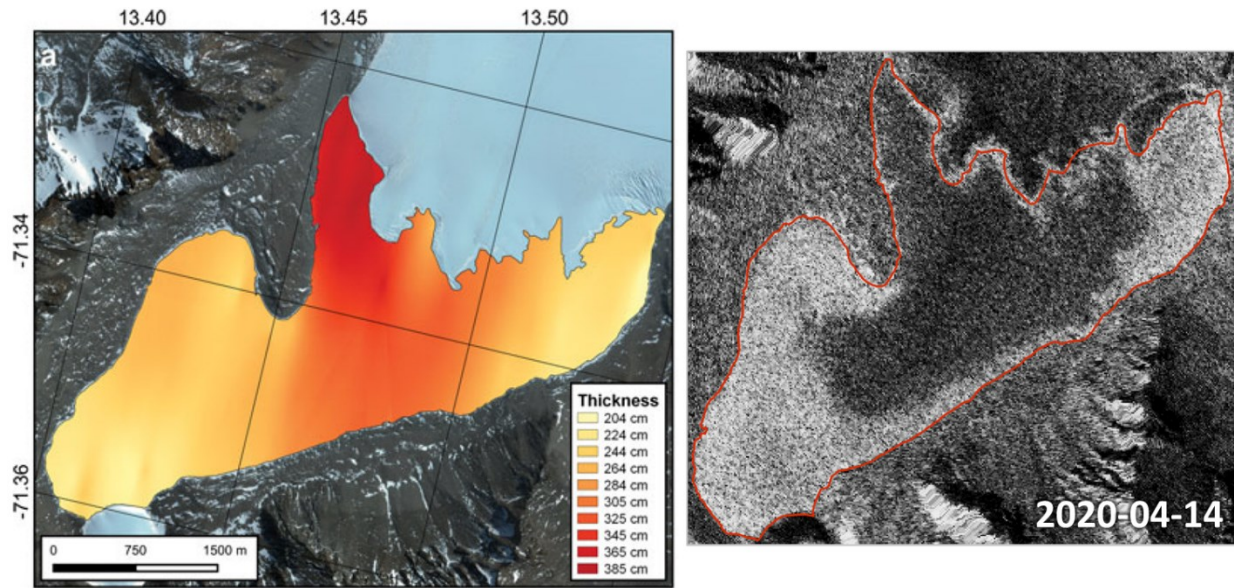 13.40 13.45 13.50
a
-71.34
-71.36
Thickness
204 cm
224 cm
244 cm
264 cm
284 cm
305 cm
325 cm
345 cm
365 cm
385 cm
0 750 1500 m
2020-04-14